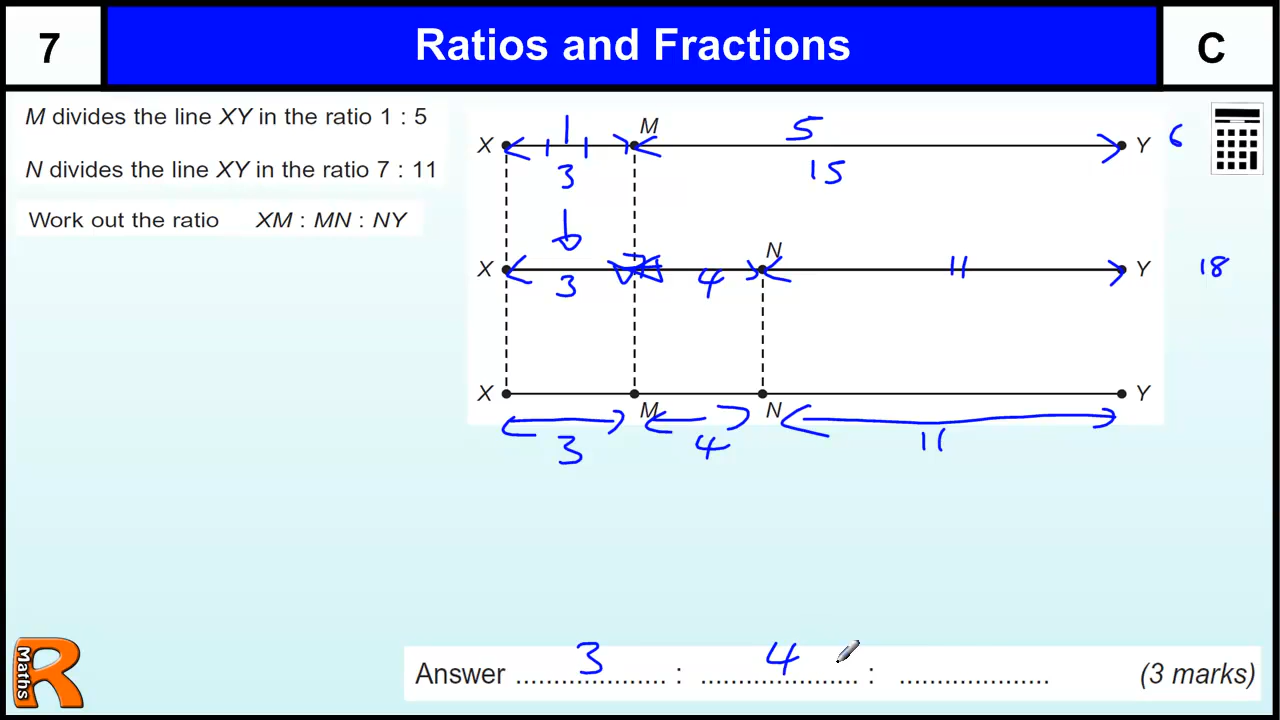 7
Ratios and Fractions
C
M divides the line XY in the ratio 1 : 5
N divides the line XY in the ratio 7 : 11
Work out the ratio XM : MN : NY
X 1 M 5 Y 6
3 15
X 3 4 N 11 Y 18
X M N Y
3 4 11
Answer 3 : 4 : (3 marks)
R Maths